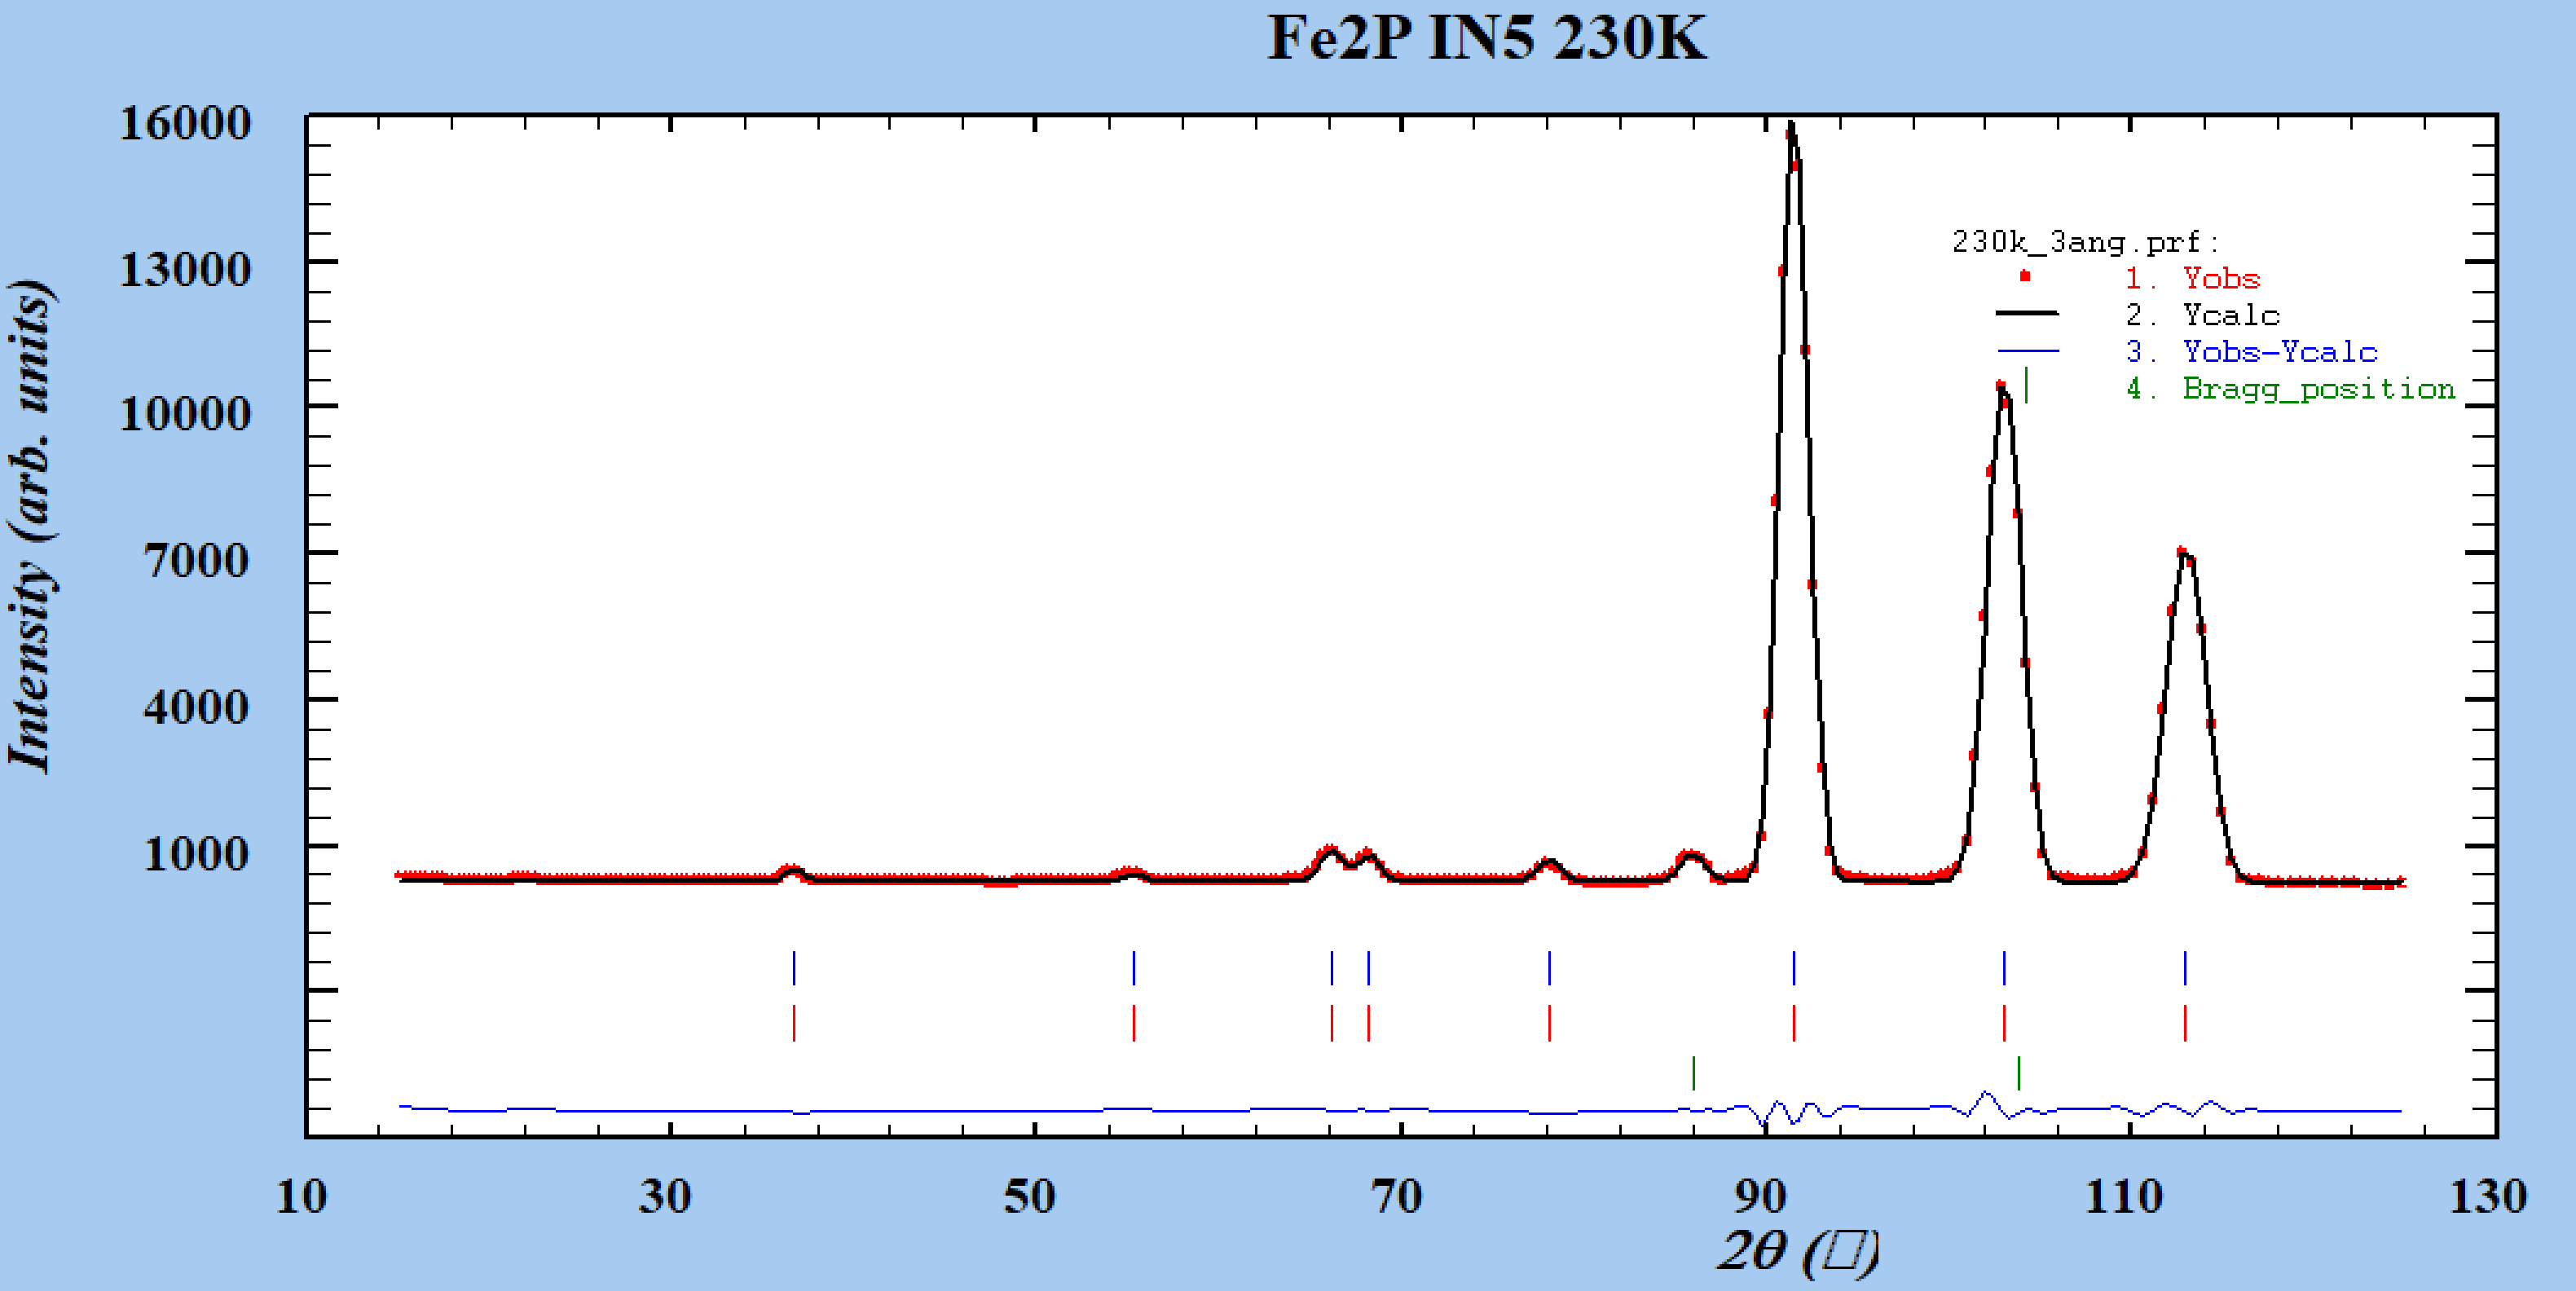 Fe2P IN5 230K
16000
13000
10000
7000
4000
1000
Intensity (arb. units)
230k_3ang.prf:
1. Yobs
2. Ycalc
3. Yobs-Ycalc
4. Bragg_position
10 30 50 70 90 110 130
2θ (▯)